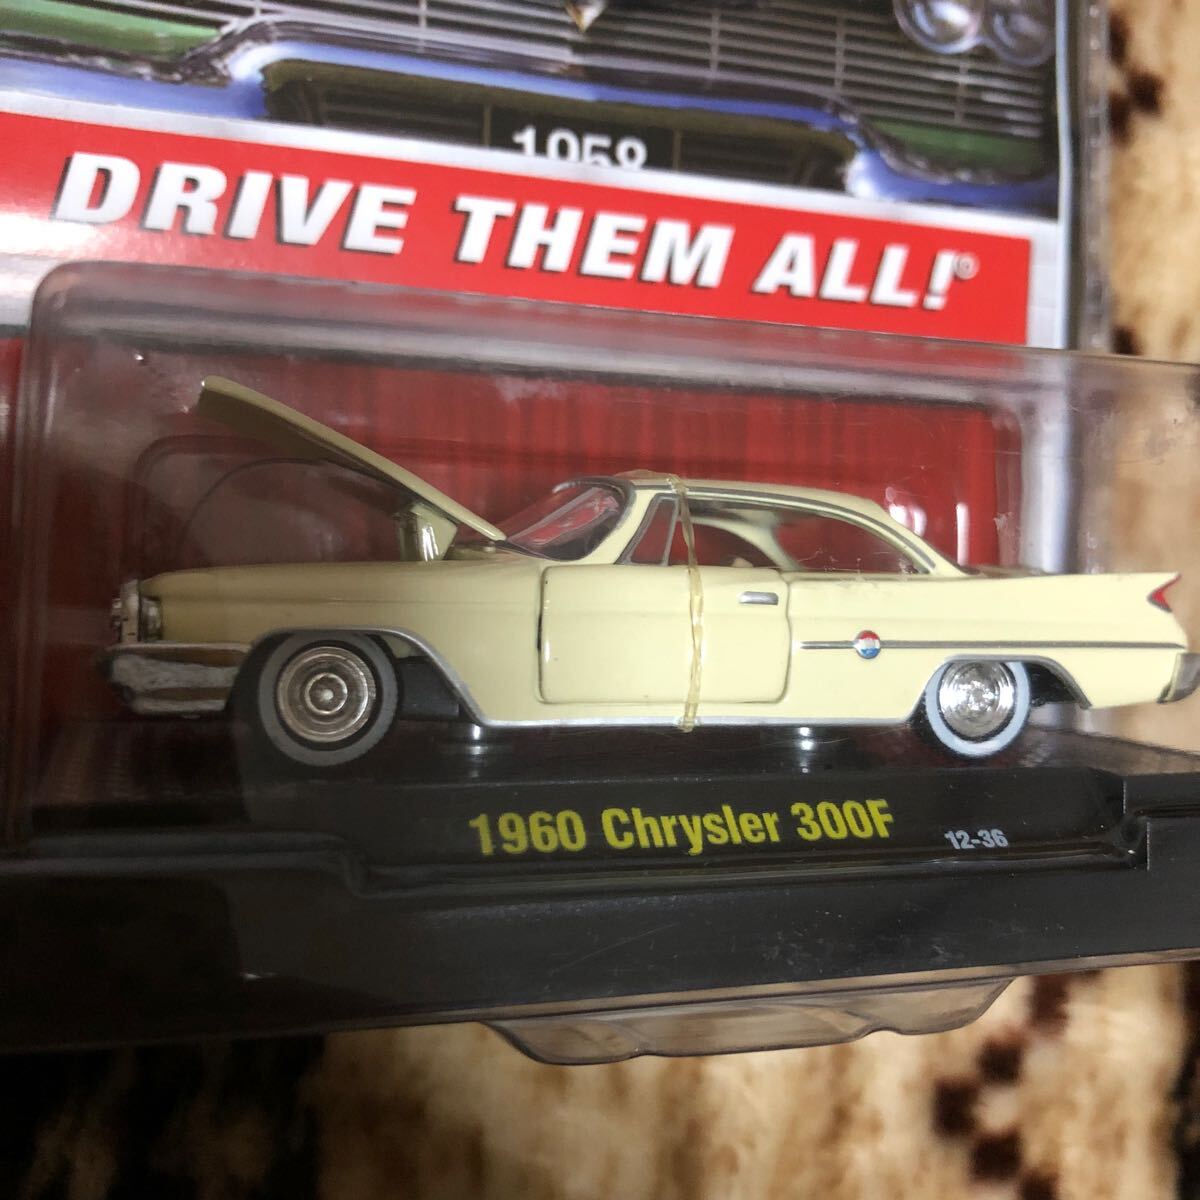 1958
DRIVE THEM ALL!®
1960 Chrysler 300F
12-36